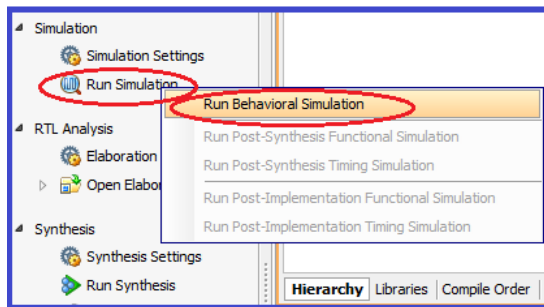 Simulation
Simulation Settings
Run Simulation
Run Behavioral Simulation
RTL Analysis
Run Post-Synthesis Functional Simulation
Elaboration
Run Post-Synthesis Timing Simulation
Open Elabor
Run Post-Implementation Functional Simulation
Synthesis
Run Post-Implementation Timing Simulation
Synthesis Settings
Run Synthesis
Hierarchy Libraries Compile Order